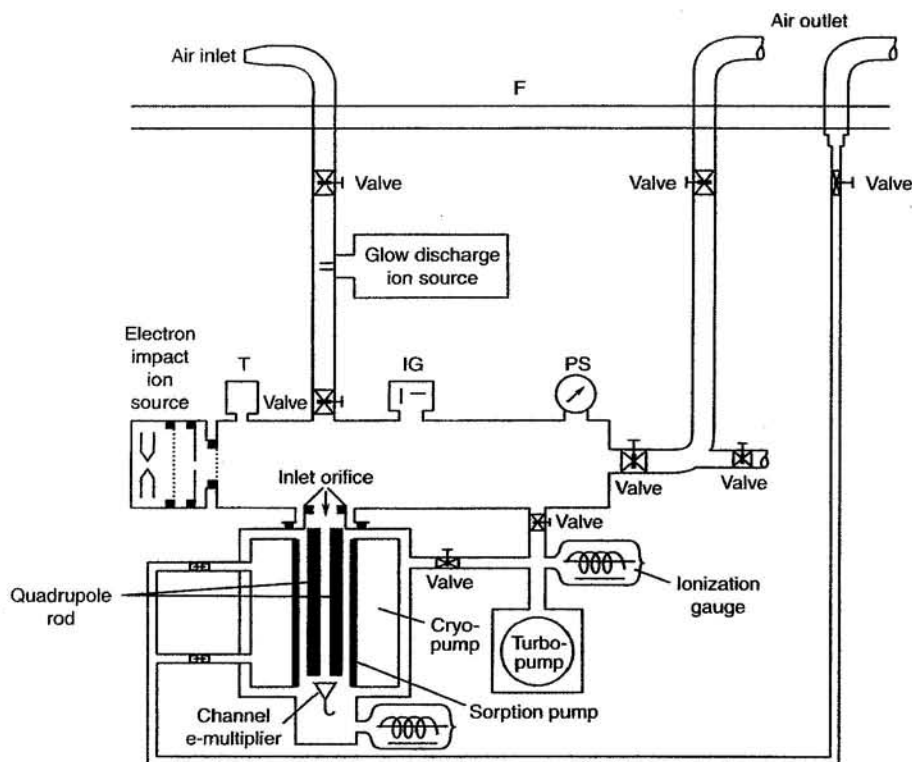 Air outlet
Air inlet
F
Valve
Valve
Valve
Glow discharge
ion source
Electron
impact
ion
source
T
IG
PS
Valve
Inlet orifice
Valve
Valve
Valve
Valve
Ionization
gauge
Quadrupole
rod
Cryo-
pump
Turbo-
pump
Sorption pump
Channel
e-multiplier